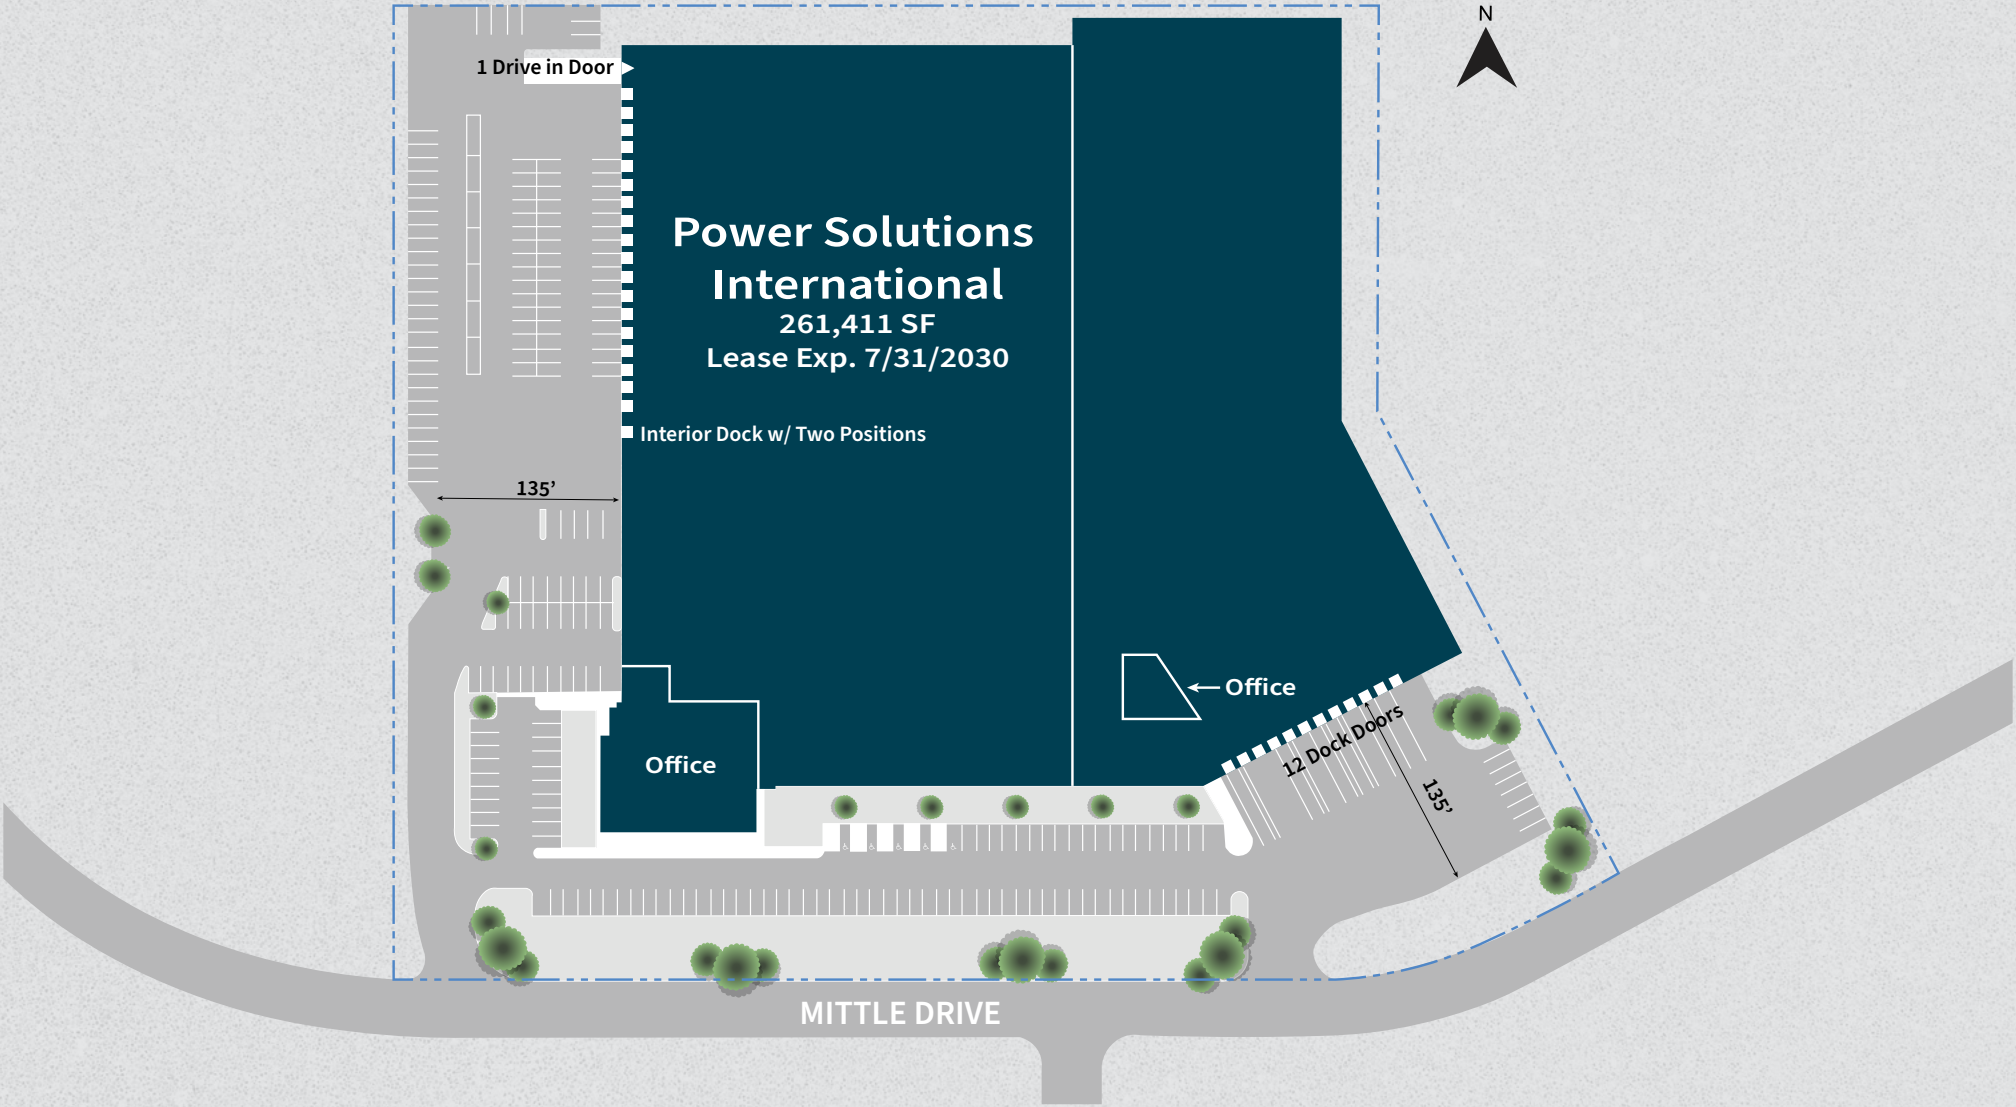 N
1 Drive in Door
Power Solutions
International
261,411 SF
Lease Exp. 7/31/2030
Interior Dock w/ Two Positions
135’
Office
Office
12 Dock Doors
135’
MITTLE DRIVE